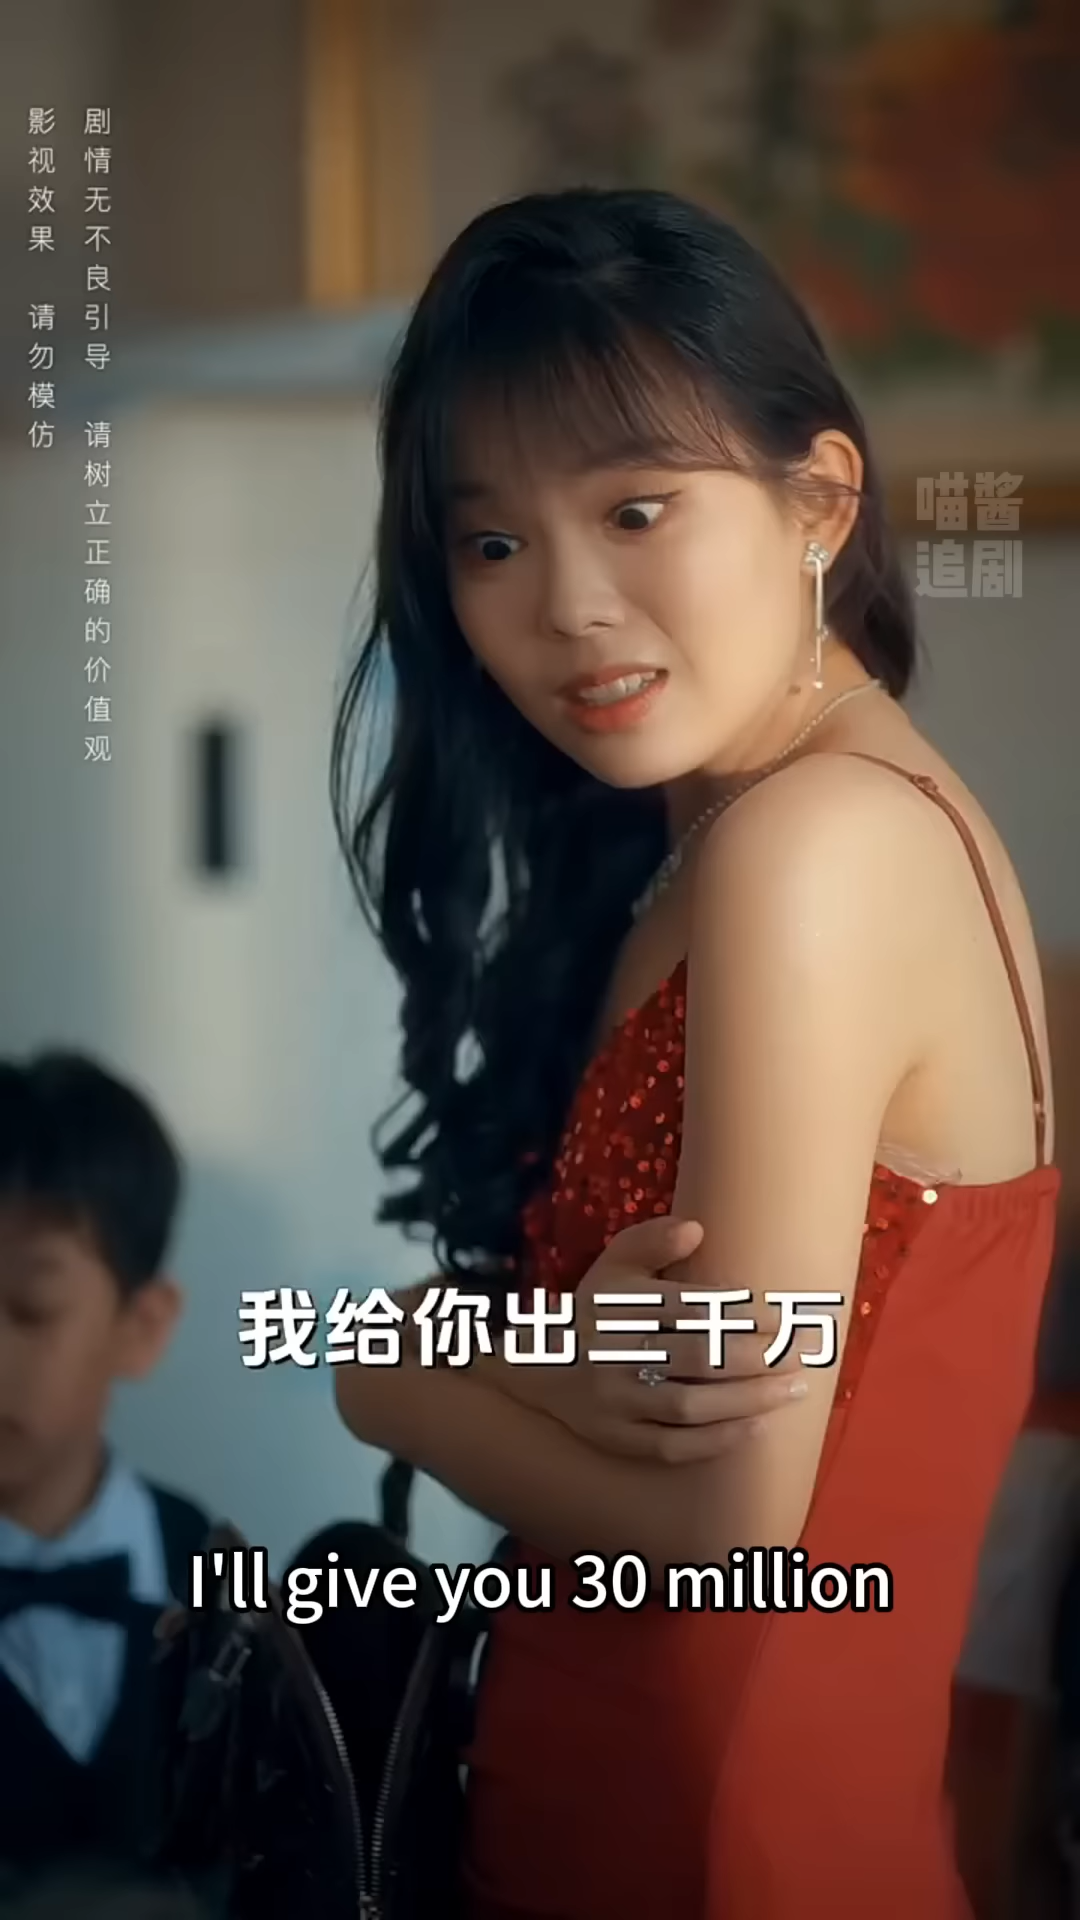 剧情无不良引导 请树立正确的价值观
影视效果 请勿模仿
喵酱
追剧
我给你出三千万
I'll give you 30 million